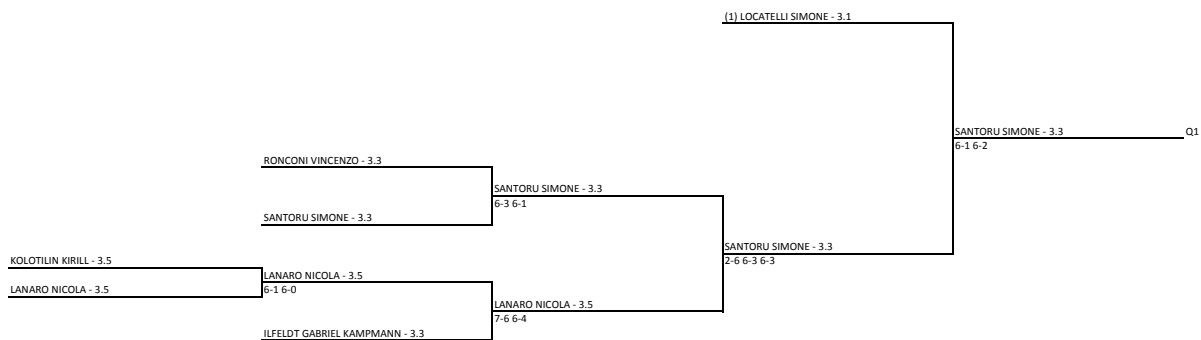 (1) LOCATELLI SIMONE - 3.1
SANTORU SIMONE - 3.3
Q1
6-1 6-2
RONCONI VINCENZO - 3.3
SANTORU SIMONE - 3.3
6-3 6-1
SANTORU SIMONE - 3.3
SANTORU SIMONE - 3.3
2-6 6-3 6-3
KOLOTILIN KIRILL - 3.5
LANARO NICOLA - 3.5
LANARO NICOLA - 3.5
6-1 6-0
LANARO NICOLA - 3.5
7-6 6-4
ILFELDT GABRIEL KAMPMANN - 3.3